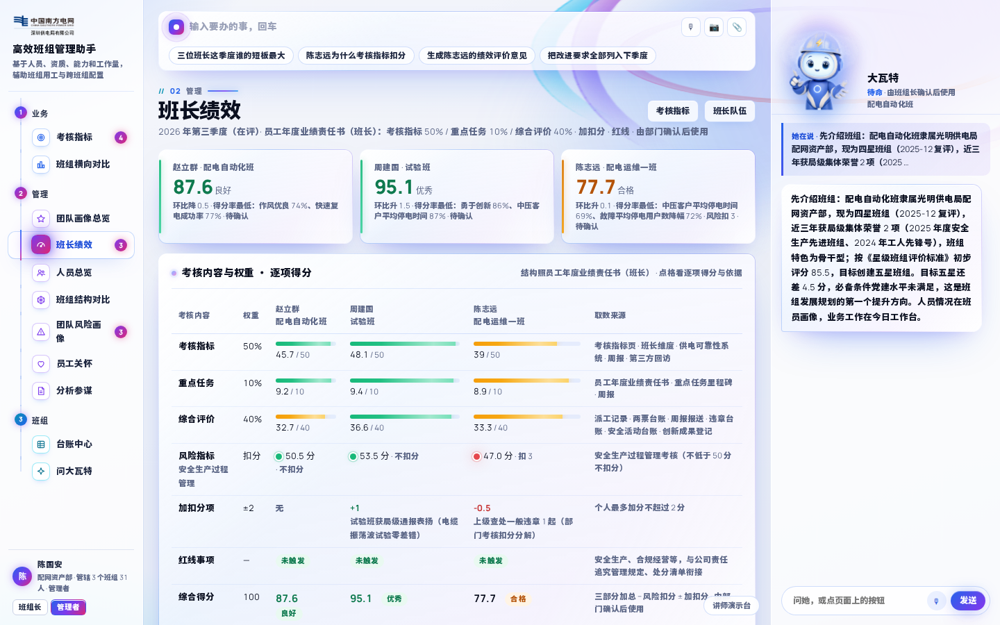 中国南方电网
CHINA SOUTHERN POWER GRID
深圳供电局有限公司
高效班组管理助手
基于人员、资质、能力和工作量，
辅助班组用工与跨班组配置
1 业务
考核指标 4
班组横向对比
2 管理
团队画像总览
班长绩效 3
人员总览
班组结构对比
团队风险画
像 3
员工关怀
分析参谋
3 班组
台账中心
问大瓦特
陈
陈国安
配网资产部 · 管辖 3 个班组 31
人 · 管理者
班组长 管理者
输入要办的事，回车
三位班长这季度谁的短板最大 陈志远为什么考核指标扣分 生成陈志远的绩效评价意见 把改进要求全部列入下季度
// 02 管理
班长绩效
考核指标 班长队伍
2026 年第三季度（在评）· 员工年度业绩责任书（班长）：考核指标 50% / 重点任务 10% / 综合评价 40% · 加扣分 · 红线 · 由部门确认后使用
赵立群 · 配电自动化班
87.6 良好
环比降 0.5 · 得分率最低：作风优良 74%、快速复
电成功率 77% · 待确认
周建国 · 试验班
95.1 优秀
环比升 1.5 · 得分率最低：勇于创新 86%、中压客
户平均停电时间 87% · 待确认
陈志远 · 配电运维一班
77.7 合格
环比升 0.1 · 得分率最低：中压客户平均停电时间
69%、故障平均停电用户数降幅 72% · 风险扣 3 ·
待确认
考核内容与权重 · 逐项得分
结构照员工年度业绩责任书（班长） · 点格看逐项得分与依据
考核内容 权重 赵立群 周建国 陈志远 取数来源
配电自动化班 试验班 配电运维一班
考核指标 50% 45.7 / 50 48.1 / 50 39 / 50 考核指标页 · 班长维度 · 供电可靠性系
统 · 周报 · 第三方回访
重点任务 10% 9.2 / 10 9.4 / 10 8.9 / 10 员工年度业绩责任书 · 重点任务里程碑
· 周报
综合评价 40% 32.7 / 40 36.6 / 40 33.3 / 40 派工记录 · 两票台账 · 周报报送 · 违章台
账 · 安全活动台账 · 创新成果登记
风险指标 扣分 50.5 分 53.5 分 · 不扣分 47.0 分 · 扣 3 安全生产过程管理考核（不低于 50 分
安全生产过程 · 不扣分 不扣分）
管理
加扣分项 ±2 无 +1 -0.5 个人最多加分不超过 2 分
试验班获局级通报表扬（电缆 上级查处一般违章 1 起（部
振荡波试验零差错） 门考核扣分分解）
红线事项 — 未触发 未触发 未触发 安全生产、合规经营等，与公司责任
追究管理规定、处分清单衔接
综合得分 100 87.6 95.1 优秀 77.7 合格 三部分加总 − 风险扣分 ± 加扣分，由部
良好 门确认后使用
讲师演示台
大瓦特
待命 · 由班组长确认后使用
配电自动化班
她在说 · 先介绍班组：配电自动化班隶属光明供电局
配网资产部，现为四星班组（2025-12 复评），近三
年获局级集体荣誉 2 项（2025 …
先介绍班组：配电自动化班隶属光明供电局配
网资产部，现为四星班组（2025-12 复评），
近三年获局级集体荣誉 2 项（2025 年度安全
生产先进班组、2024 年工人先锋号），班组
特色为骨干型；按《星级班组评价标准》初步
评分 85.5，目标创建五星班组。目标五星还
差 4.5 分，必备条件党建水平未满足，这是班
组发展规划的第一个提升方向。人员情况在班
员画像，业务工作在今日工作台。
问她，或点页面上的按钮 发送